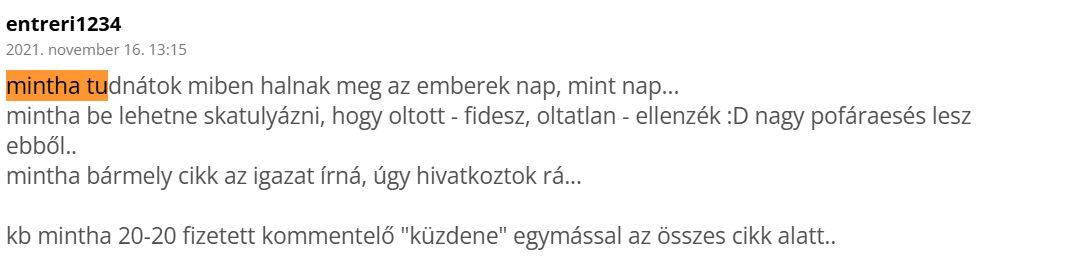 entreri1234
2021. november 16. 13:15
mintha tudnátok miben halnak meg az emberek nap, mint nap...
mintha be lehetne skatulyázni, hogy oltott - fidesz, oltatlan - ellenzék :D nagy pofáraesés lesz
ebből..
mintha bármely cikk az igazat írná, úgy hivatkoztok rá...
kb mintha 20-20 fizetett kommentelő "küzdene" egymással az összes cikk alatt..